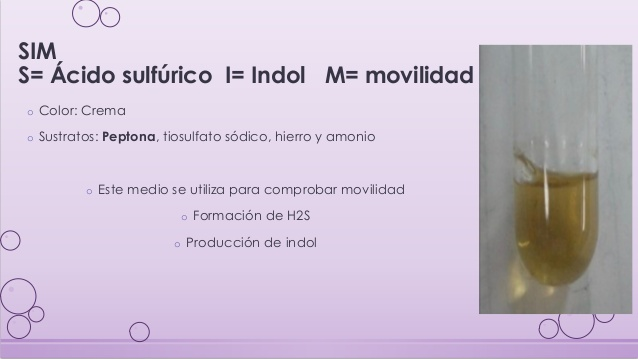 SIM
S= Ácido sulfúrico I= Indol M= movilidad
Color: Crema
Sustratos: Peptona, tiosulfato sódico, hierro y amonio
Este medio se utiliza para comprobar movilidad
Formación de H2S
Producción de indol